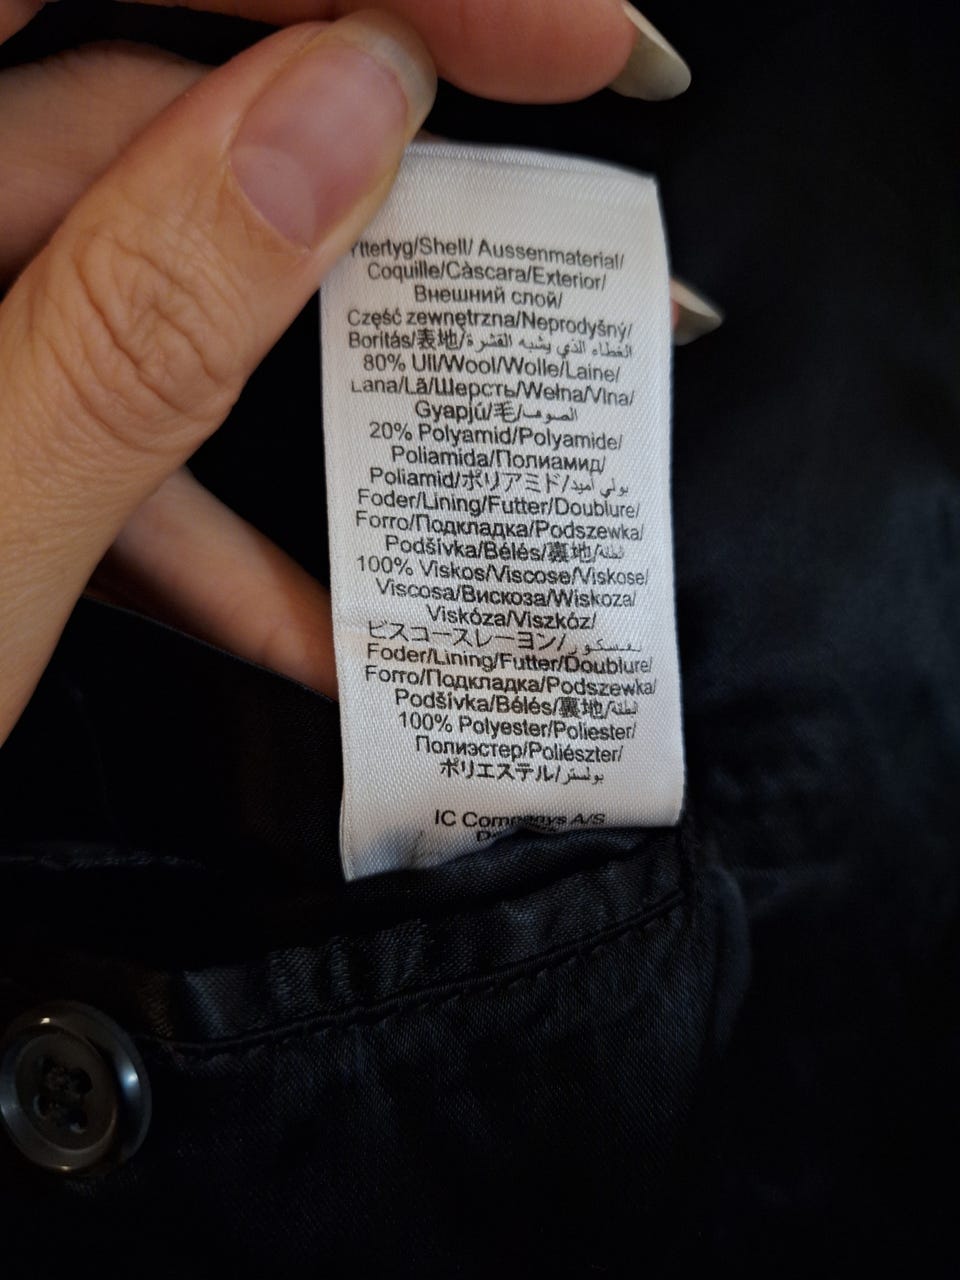 Yttertyg/Shell/ Aussenmaterial/
Coquille/Càscara/Exterior/
Внешний слой/
Część zewnętrzna/Neprodyšný/
Boritás/表地/الغطاء الذي يشبه القشرة
80% Ull/Wool/Wolle/Laine/
Lana/Lã/Шерсть/Wełna/Vlna/
Gyapjú/毛/الصوف
20% Polyamid/Polyamide/
Poliamida/Полиамид/
Poliamid/ポリアミド/بولي أميد
Foder/Lining/Futter/Doublure/
Forro/Подкладка/Podszewka/
Podšívka/Bélés/裏地/بطانة
100% Viskos/Viscose/Viskose/
Viscosa/Вискоза/Wiskoza/
Viskóza/Viszkóz/
ビスコースレーヨン/
Foder/Lining/Futter/Doublure/
Forro/Подкладка/Podszewka/
Podšívka/Bélés/裏地/بطانة
100% Polyester/Poliester/
Полиэстер/Poliészter/
ポリエステル/بولستر
IC Companys A/S